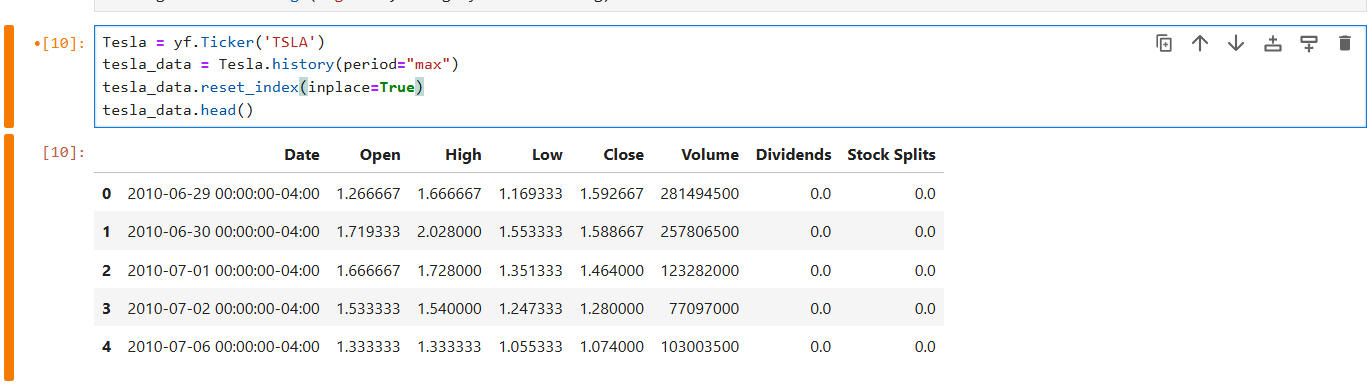 [10]:
Tesla = yf.Ticker('TSLA')
tesla_data = Tesla.history(period="max")
tesla_data.reset_index(inplace=True)
tesla_data.head()
[10]:
Date Open High Low Close Volume Dividends Stock Splits
0 2010-06-29 00:00:00-04:00 1.266667 1.666667 1.169333 1.592667 281494500 0.0 0.0
1 2010-06-30 00:00:00-04:00 1.719333 2.028000 1.553333 1.588667 257806500 0.0 0.0
2 2010-07-01 00:00:00-04:00 1.666667 1.728000 1.351333 1.464000 123282000 0.0 0.0
3 2010-07-02 00:00:00-04:00 1.533333 1.540000 1.247333 1.280000 77097000 0.0 0.0
4 2010-07-06 00:00:00-04:00 1.333333 1.333333 1.055333 1.074000 103003500 0.0 0.0